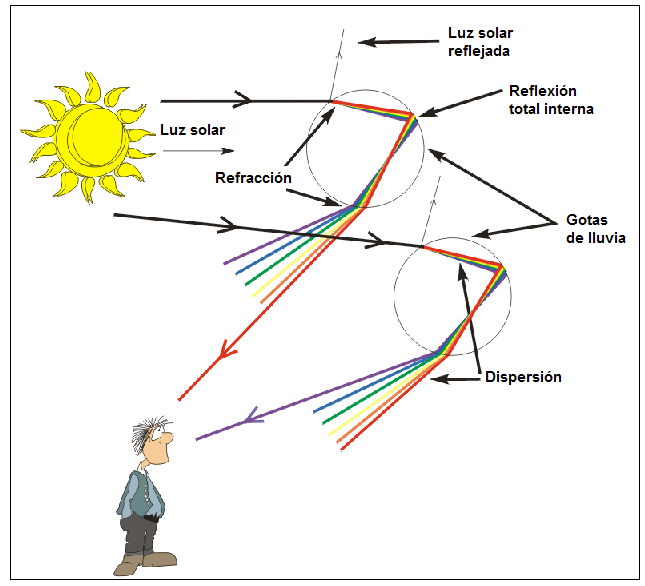 Luz solar
reflejada
Reflexión
total interna
Luz solar
Refracción
Gotas
de lluvia
Dispersión